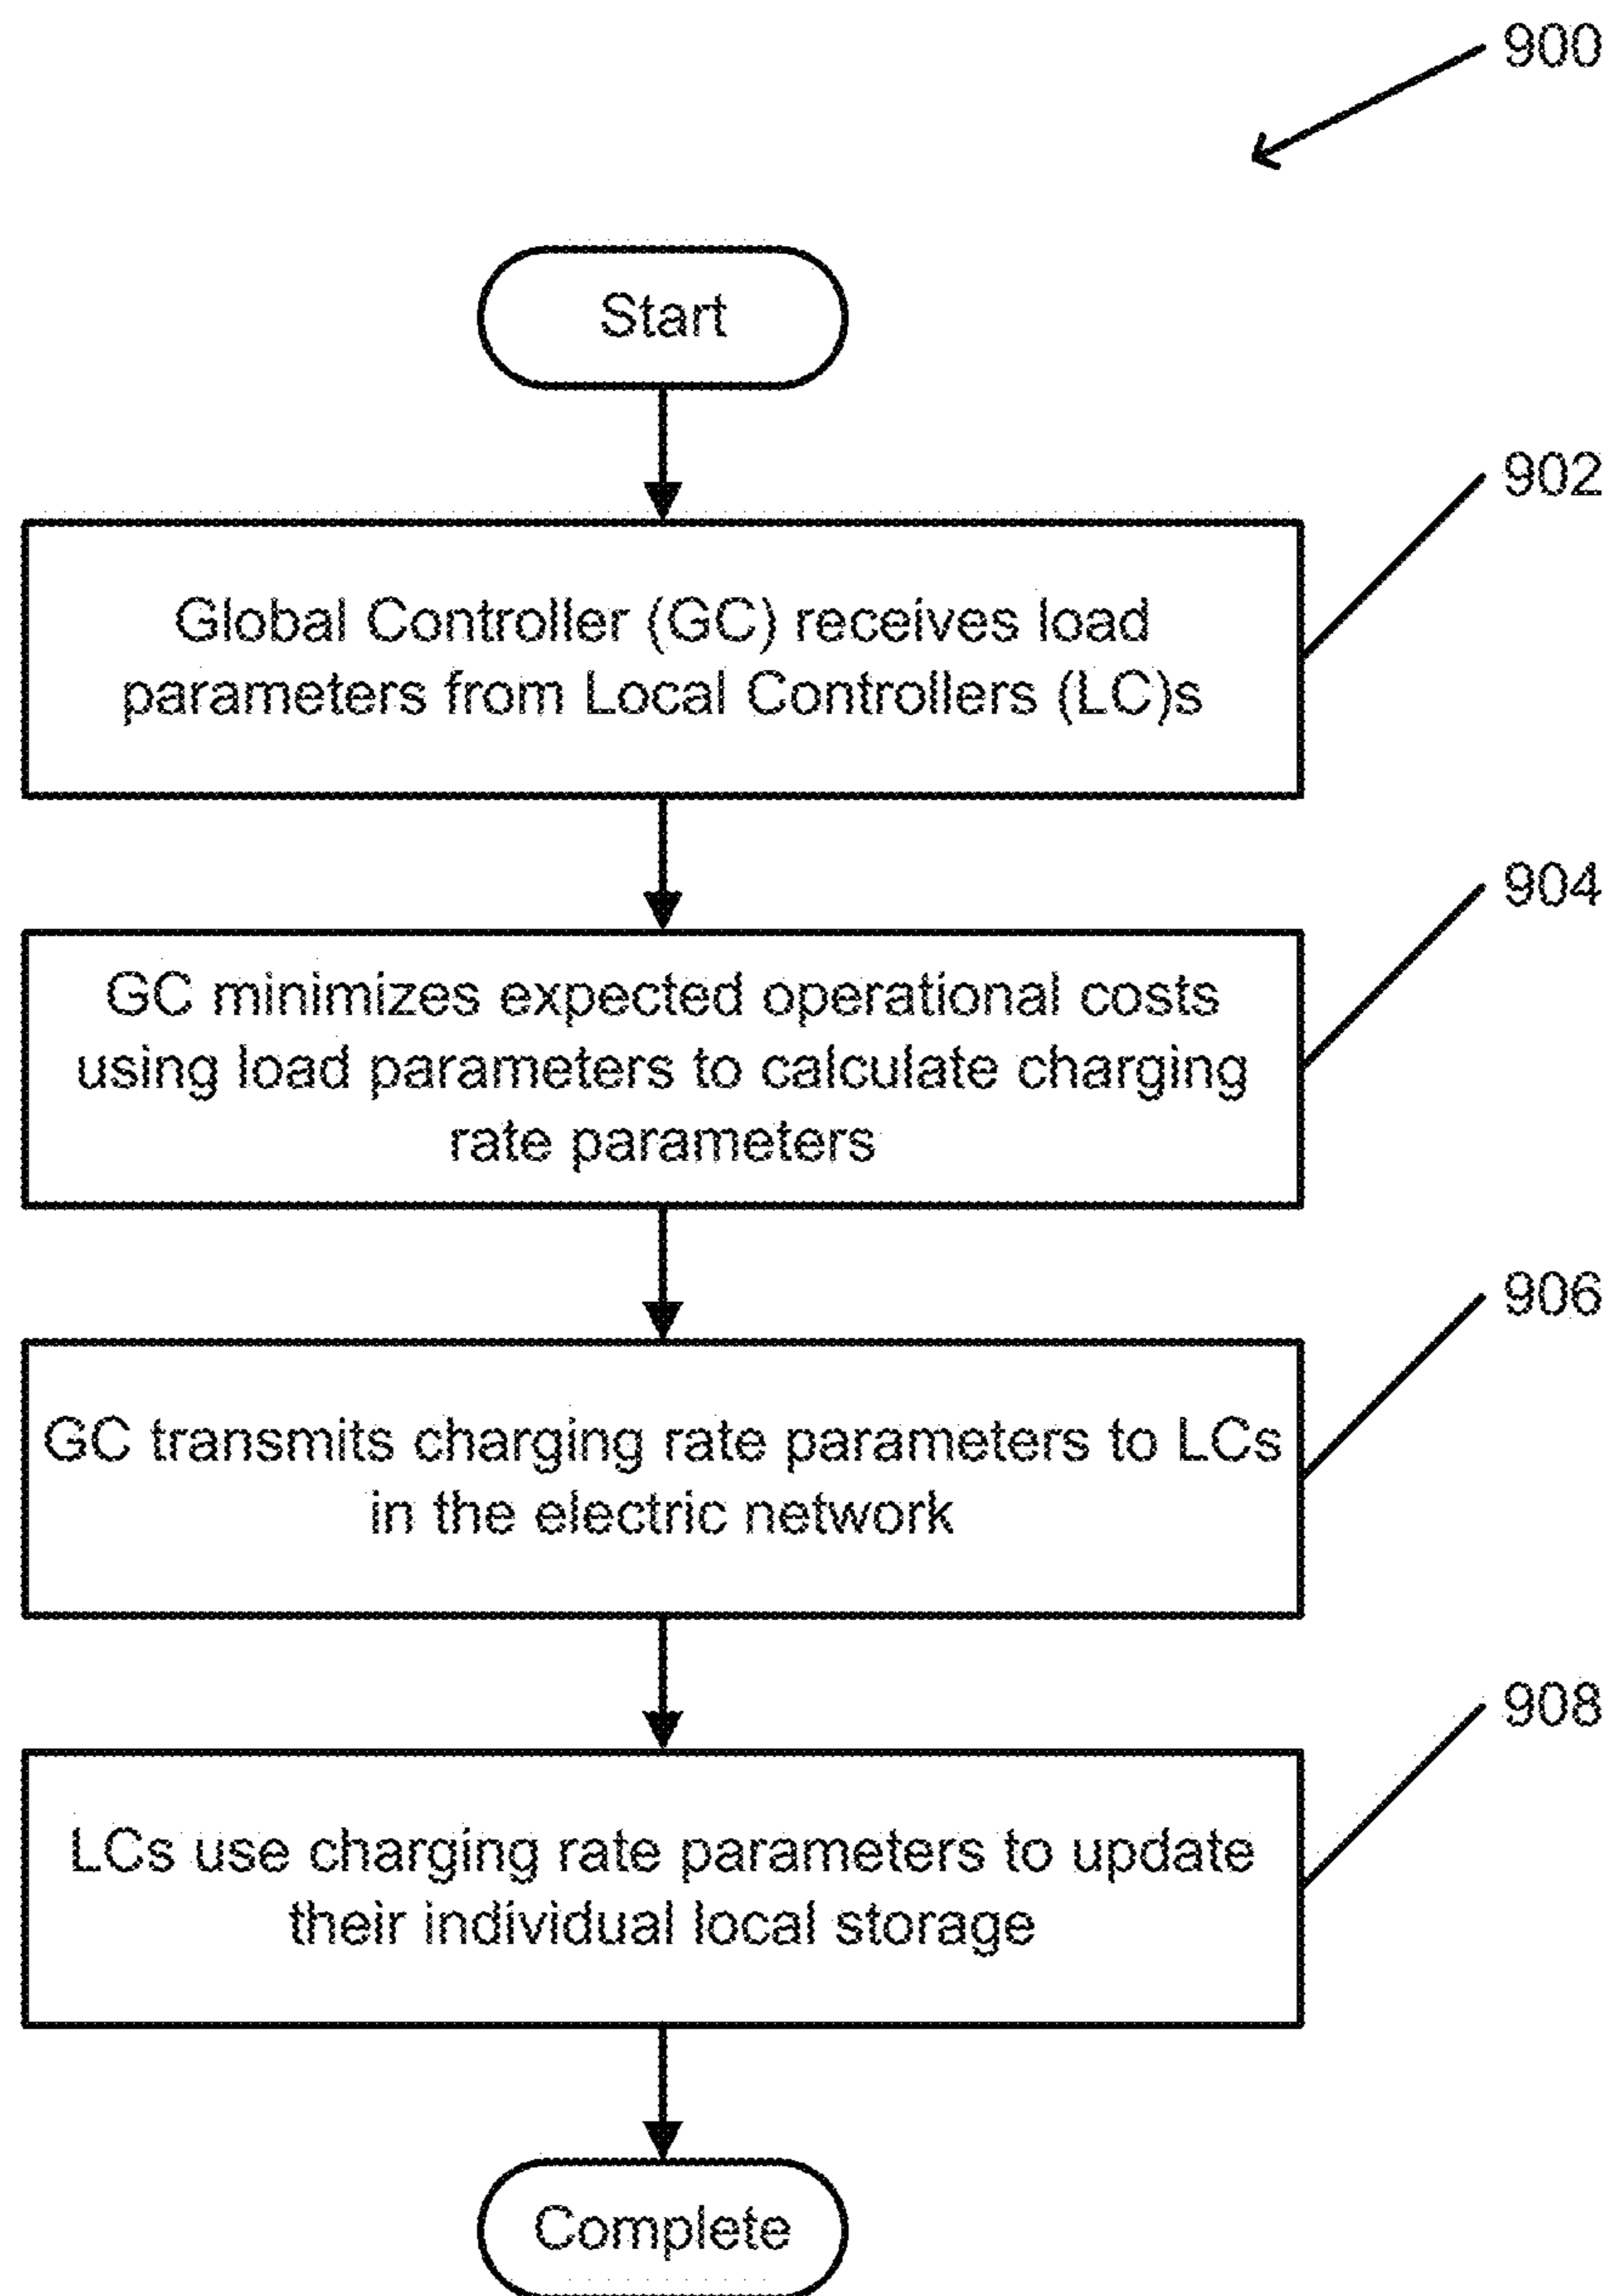 900
Start
902
Global Controller (GC) receives load
parameters from Local Controllers (LC)s
904
GC minimizes expected operational costs
using load parameters to calculate charging
rate parameters
906
GC transmits charging rate parameters to LCs
in the electric network
908
LCs use charging rate parameters to update
their individual local storage
Complete